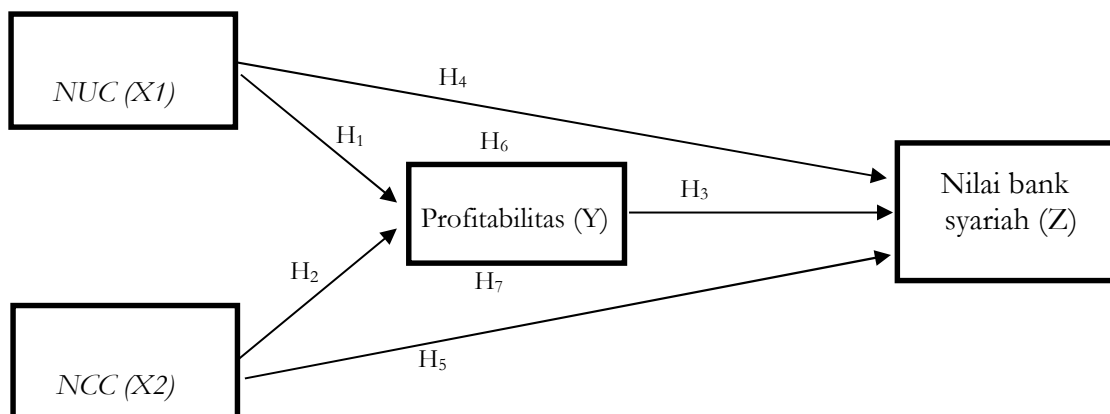 NUC (X1)
H4
H1
H6
Nilai bank
syariah (Z)
Profitabilitas (Y)
H3
H2
H7
H5
NCC (X2)